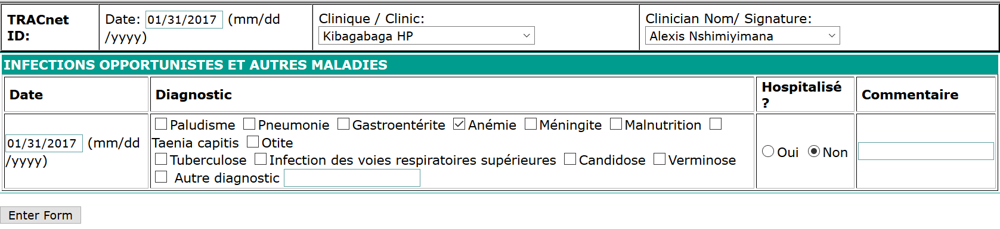 TRACnet ID:
Date: 01/31/2017 (mm/dd/yyyy)
Clinique / Clinic:
Kibagabaga HP
Clinician Nom/ Signature:
Alexis Nshimiyimana
INFECTIONS OPPORTUNISTES ET AUTRES MALADIES
Date Diagnostic Hospitalisé ? Commentaire
01/31/2017 (mm/dd/yyyy)
Paludisme Pneumonie Gastroentérite Anémie Méningite Malnutrition
Taenia capitis Otite
Tuberculose Infection des voies respiratoires supérieures Candidose Verminose
Autre diagnostic
Oui Non
Enter Form